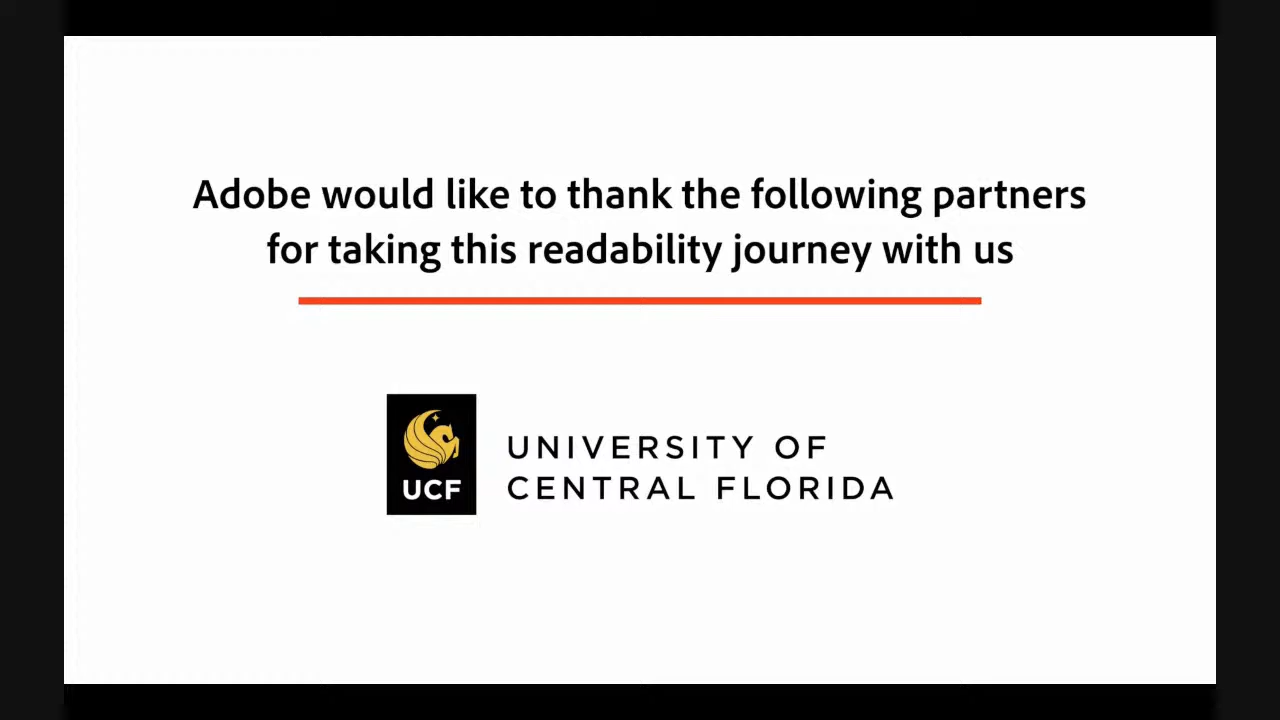 Adobe would like to thank the following partners
for taking this readability journey with us
UCF
UNIVERSITY OF
CENTRAL FLORIDA